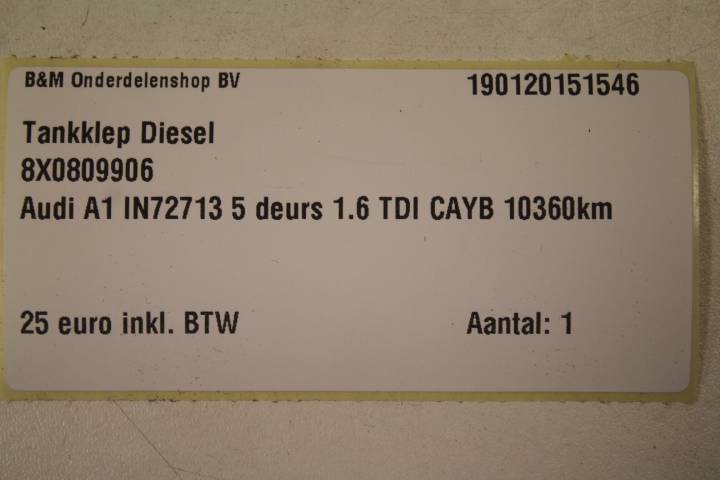 B&M Onderdelenshop BV 190120151546
Tankklep Diesel
8X0809906
Audi A1 IN72713 5 deurs 1.6 TDI CAYB 10360km
25 euro inkl. BTW Aantal: 1